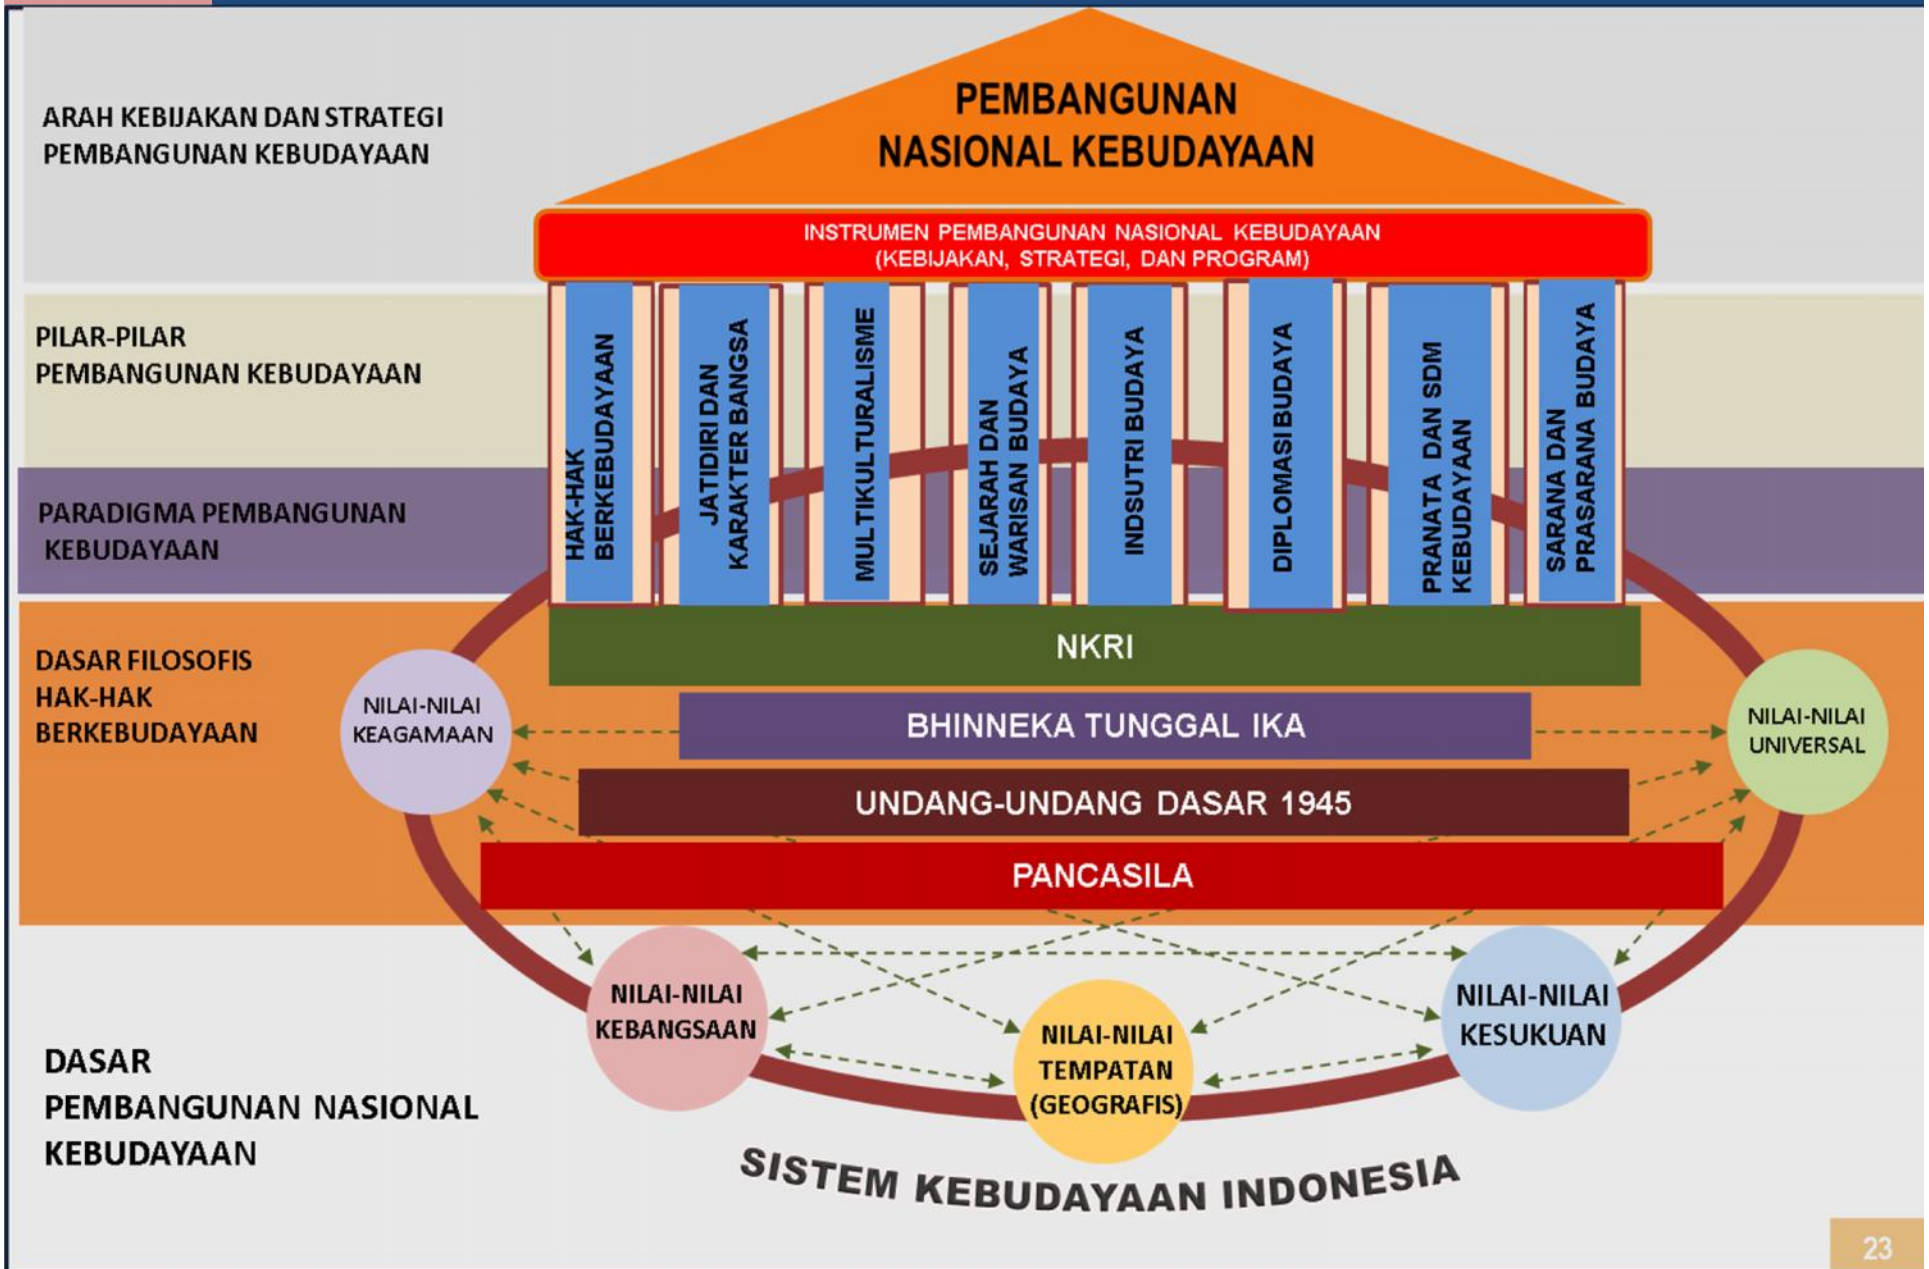 ARAH KEBIJAKAN DAN STRATEGI
PEMBANGUNAN KEBUDAYAAN
PEMBANGUNAN
NASIONAL KEBUDAYAAN
INSTRUMEN PEMBANGUNAN NASIONAL KEBUDAYAAN
(KEBIJAKAN, STRATEGI, DAN PROGRAM)
PILAR-PILAR
PEMBANGUNAN KEBUDAYAAN
HAK-HAK
BERKEBUDAYAAN
JATIDIRI DAN
KARAKTER BANGSA
MULTIKULTURALISME
SEJARAH DAN
WARISAN BUDAYA
INDSUTRI BUDAYA
DIPLOMASI BUDAYA
PRANATA DAN SDM
KEBUDAYAAN
SARANA DAN
PRASARANA BUDAYA
PARADIGMA PEMBANGUNAN
KEBUDAYAAN
DASAR FILOSOFIS
HAK-HAK
BERKEBUDAYAAN
NKRI
BHINNEKA TUNGGAL IKA
UNDANG-UNDANG DASAR 1945
PANCASILA
NILAI-NILAI
KEAGAMAAN
NILAI-NILAI
UNIVERSAL
NILAI-NILAI
KEBANGSAAN
NILAI-NILAI
TEMPATAN
(GEOGRAFIS)
NILAI-NILAI
KESUKUAN
DASAR
PEMBANGUNAN NASIONAL
KEBUDAYAAN
SISTEM KEBUDAYAAN INDONESIA
23